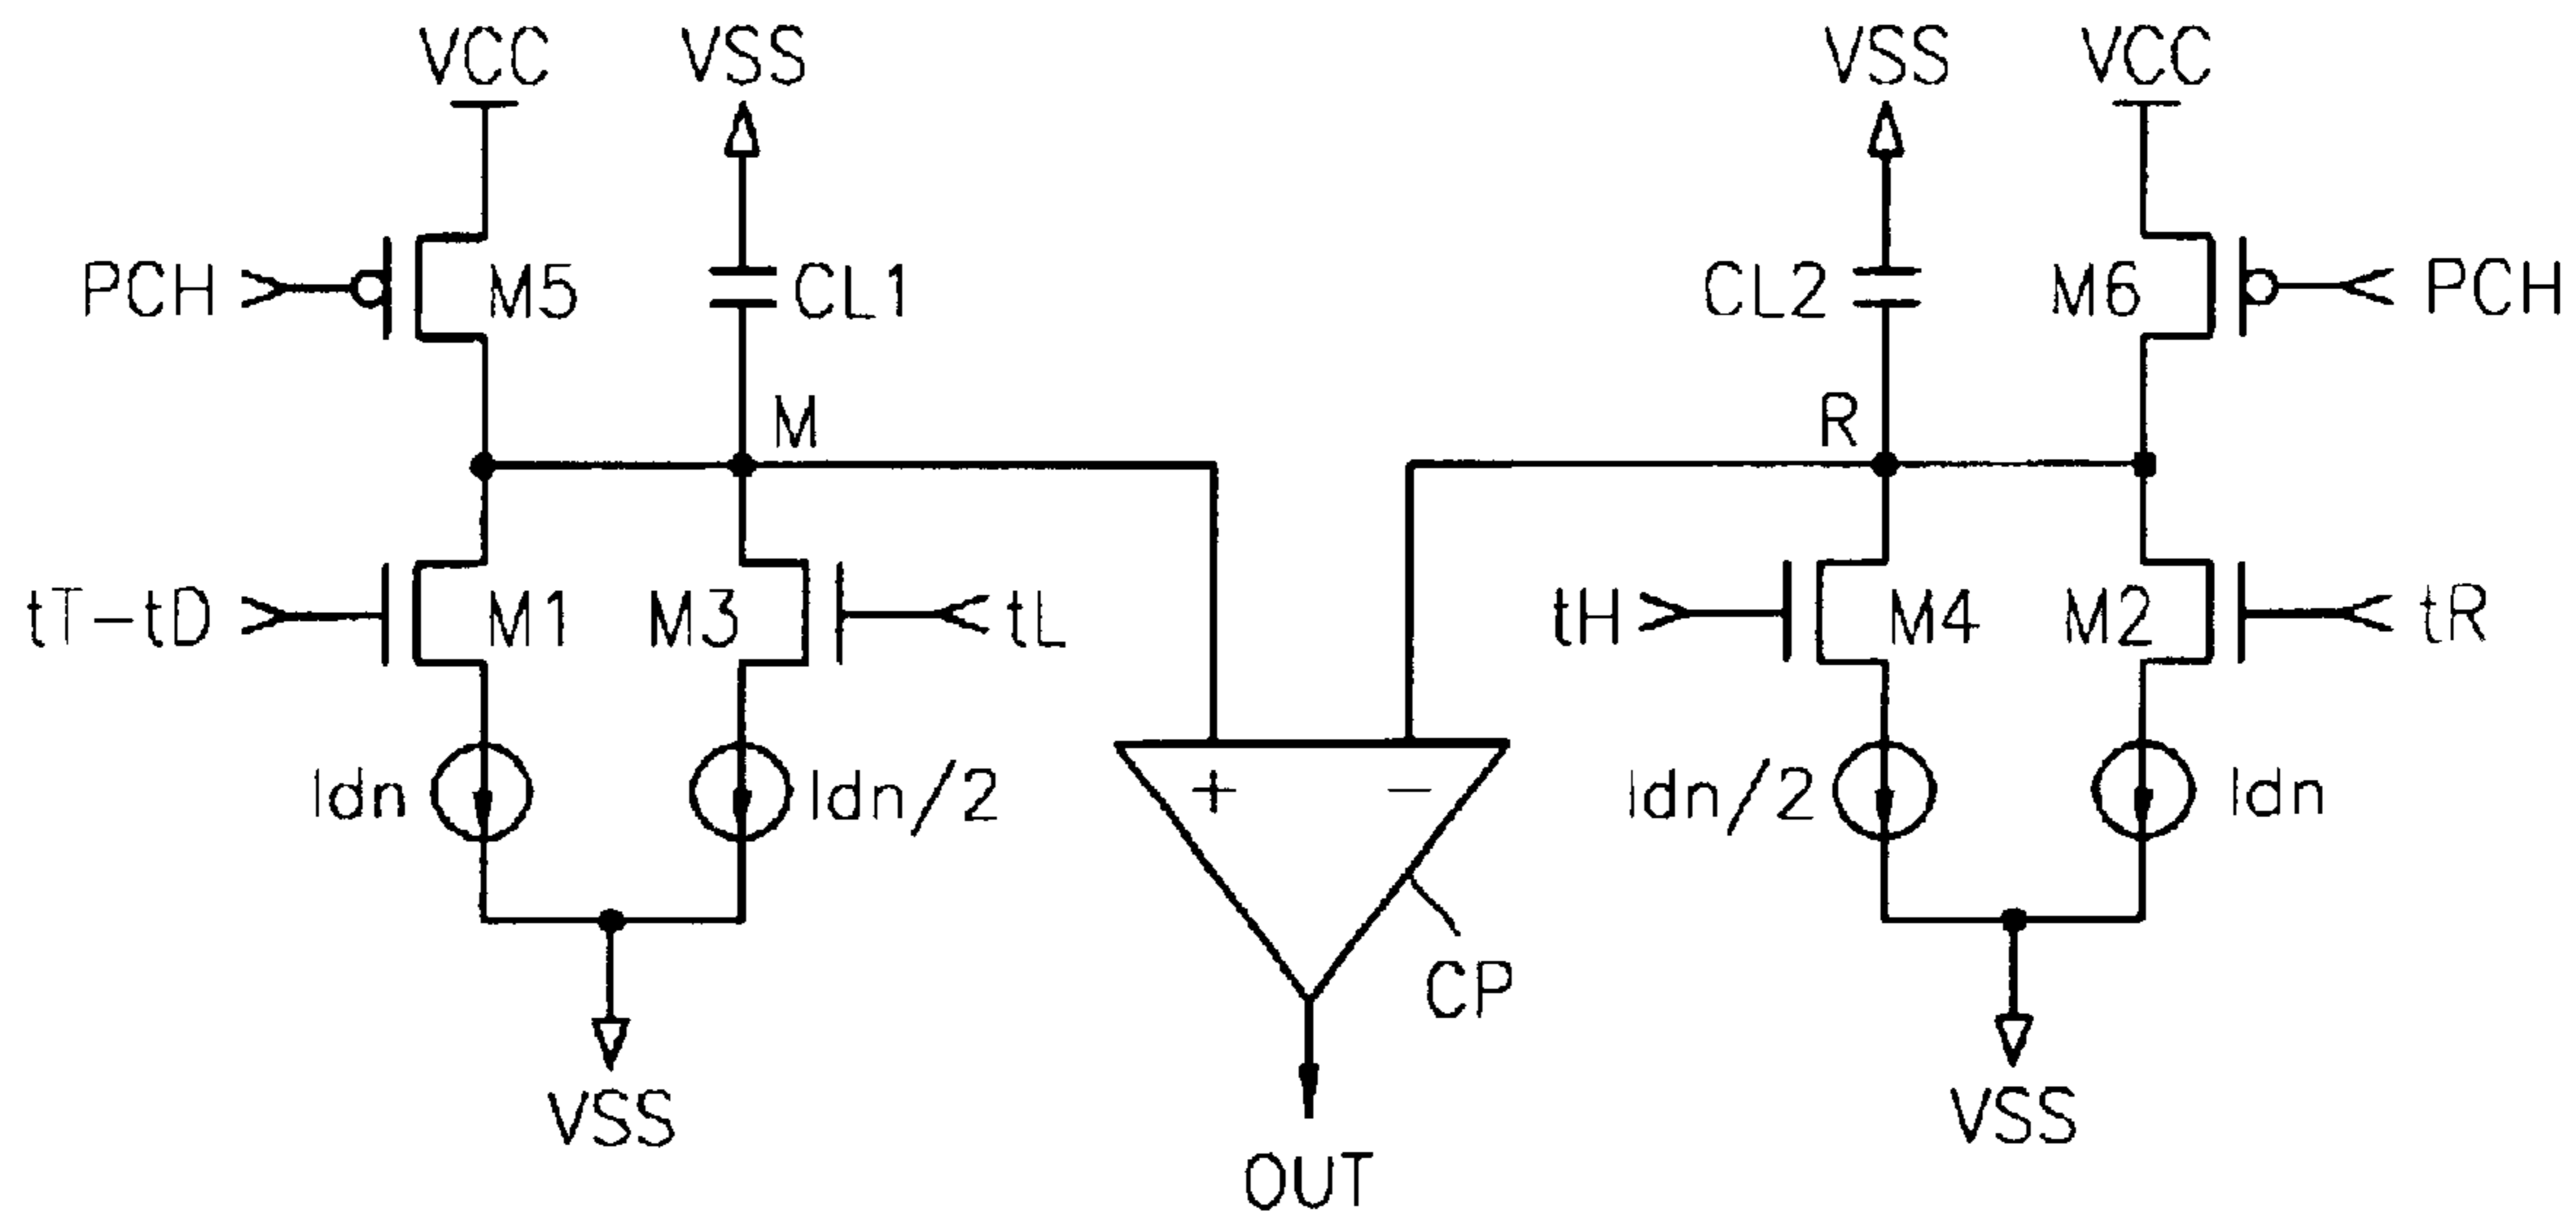 VCC VSS VSS VCC
PCH M5 CL1 CL2 M6 PCH
M R
tT-tD M1 M3 tL tH M4 M2 tR
Idn Idn/2 + − Idn/2 Idn
CP
VSS VSS
OUT